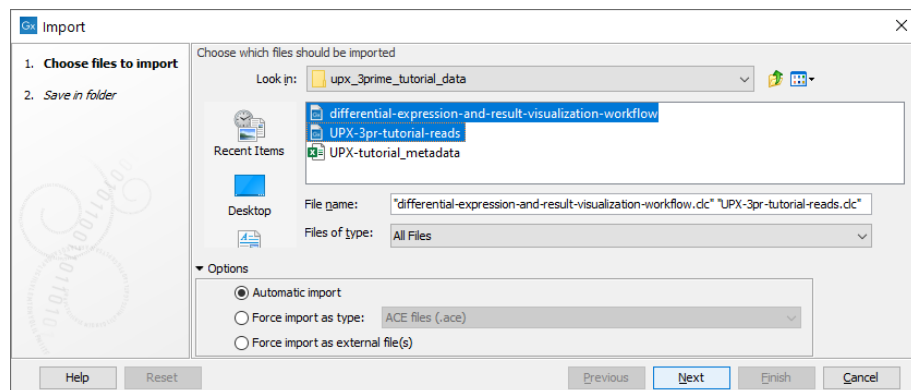 Gx Import
Choose which files should be imported
1. Choose files to import
2. Save in folder
Look in: upx_3prime_tutorial_data
Recent Items
Desktop
differential-expression-and-result-visualization-workflow
UPX-3pr-tutorial-reads
UPX-tutorial_metadata
File name: "differential-expression-and-result-visualization-workflow.clc" "UPX-3pr-tutorial-reads.clc"
Files of type: All Files
Options
Automatic import
Force import as type: ACE files (.ace)
Force import as external file(s)
Help Reset Previous Next Finish Cancel